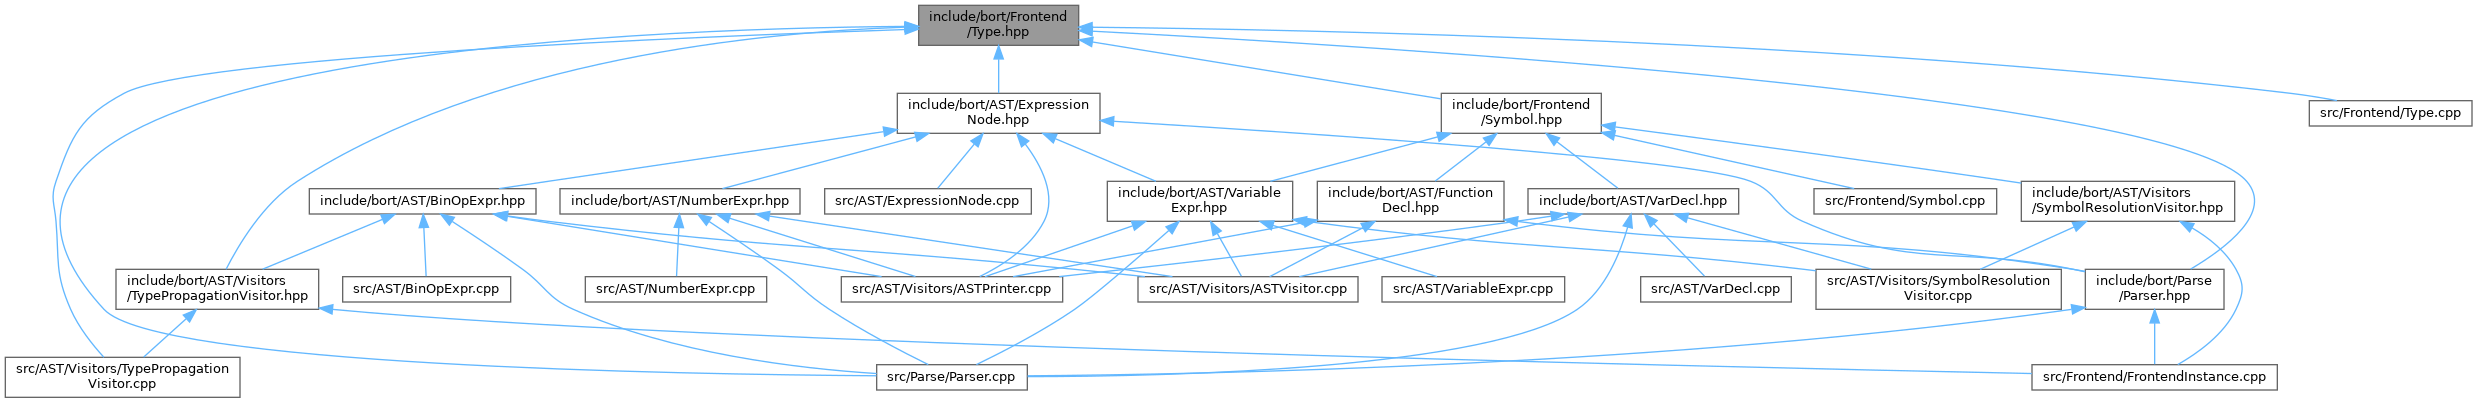 include/bort/Frontend
/Type.hpp
include/bort/AST/Expression
Node.hpp
include/bort/Frontend
/Symbol.hpp
src/Frontend/Type.cpp
include/bort/AST/BinOpExpr.hpp
include/bort/AST/NumberExpr.hpp
src/AST/ExpressionNode.cpp
include/bort/AST/Variable
Expr.hpp
include/bort/AST/Function
Decl.hpp
include/bort/AST/VarDecl.hpp
src/Frontend/Symbol.cpp
include/bort/AST/Visitors
/SymbolResolutionVisitor.hpp
include/bort/AST/Visitors
/TypePropagationVisitor.hpp
src/AST/BinOpExpr.cpp
src/AST/NumberExpr.cpp
src/AST/Visitors/ASTPrinter.cpp
src/AST/Visitors/ASTVisitor.cpp
src/AST/VariableExpr.cpp
src/AST/VarDecl.cpp
src/AST/Visitors/SymbolResolution
Visitor.cpp
include/bort/Parse
/Parser.hpp
src/AST/Visitors/TypePropagation
Visitor.cpp
src/Parse/Parser.cpp
src/Frontend/FrontendInstance.cpp